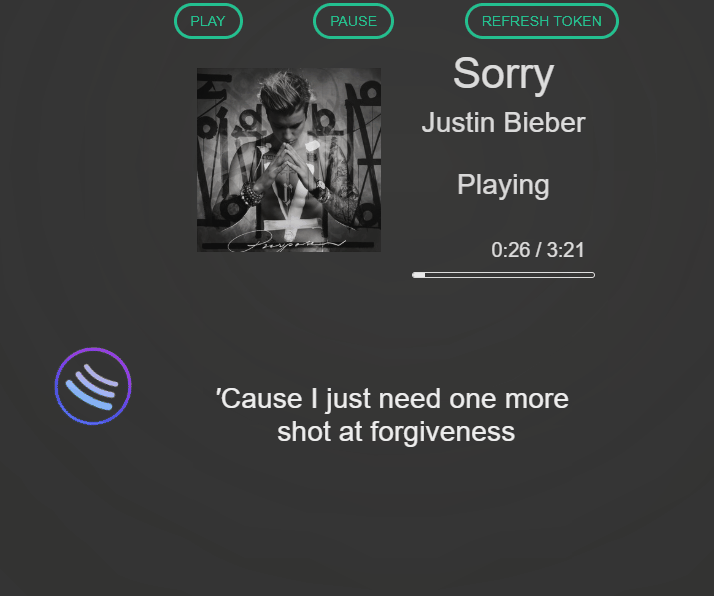 PLAY
PAUSE
REFRESH TOKEN
Sorry
Justin Bieber
Playing
0:26 / 3:21
Purpose
'Cause I just need one more
shot at forgiveness